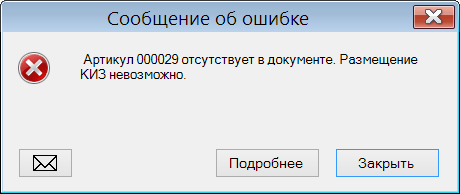 Сообщение об ошибке
Артикул 000029 отсутствует в документе. Размещение
КИЗ невозможно.
Подробнее
Закрыть